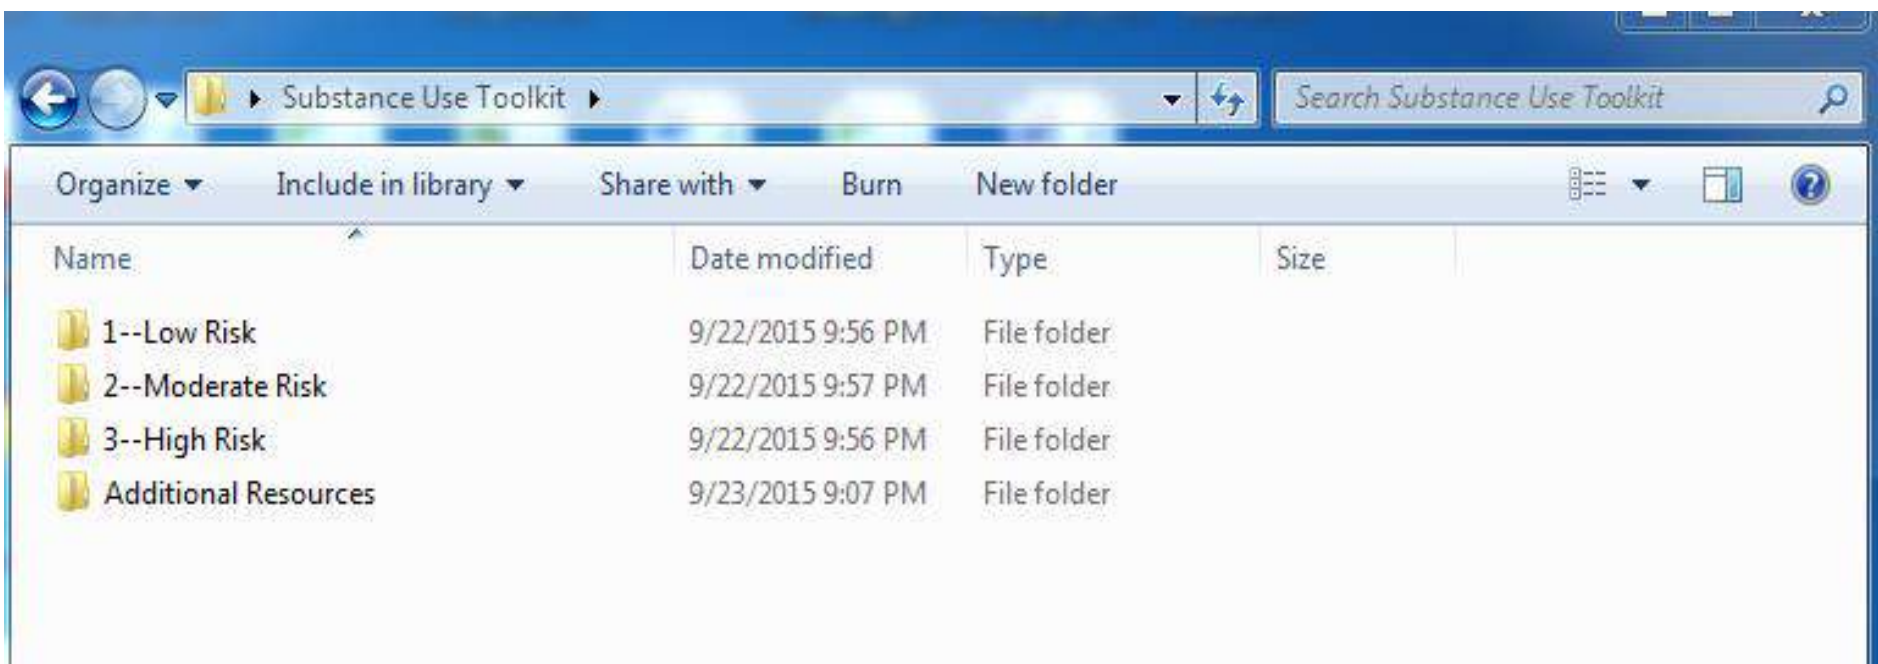 Substance Use Toolkit
Search Substance Use Toolkit
Organize Include in library Share with Burn New folder
Name Date modified Type Size
1--Low Risk 9/22/2015 9:56 PM File folder
2--Moderate Risk 9/22/2015 9:57 PM File folder
3--High Risk 9/22/2015 9:56 PM File folder
Additional Resources 9/23/2015 9:07 PM File folder